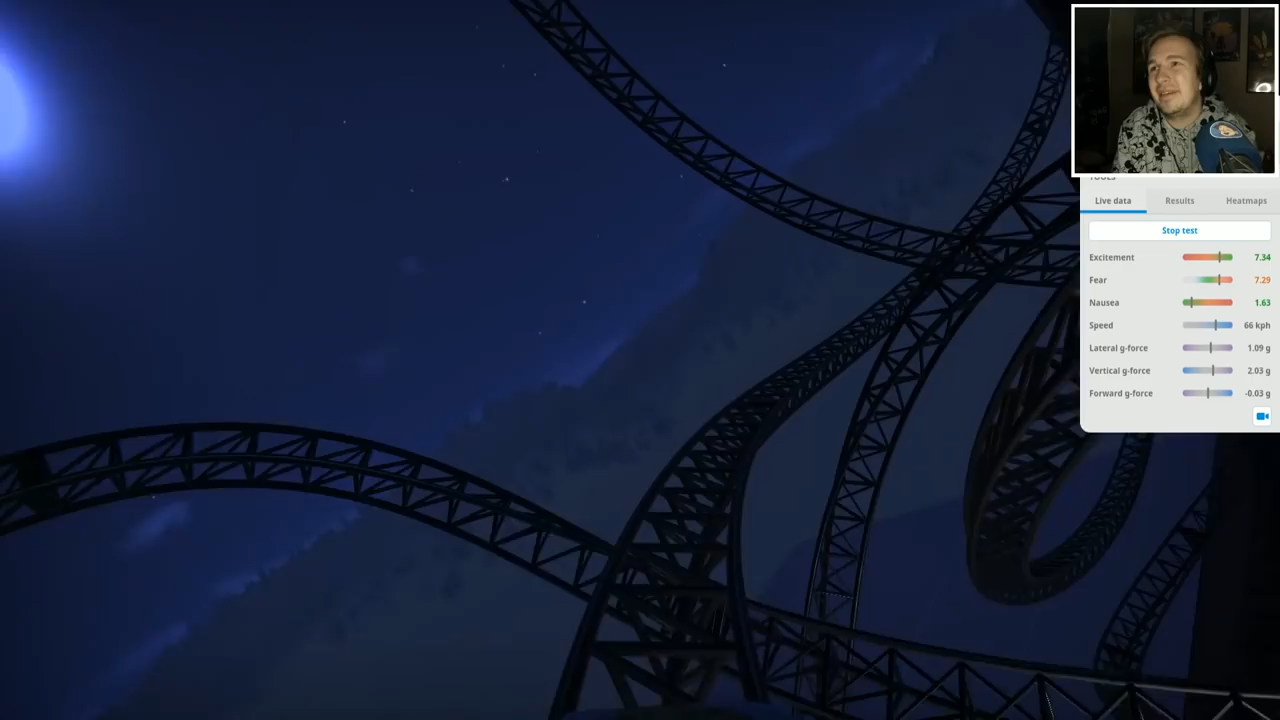 TOOLS
Live data Results Heatmaps
Stop test
Excitement 7.34
Fear 7.29
Nausea 1.63
Speed 66 kph
Lateral g-force 1.09 g
Vertical g-force 2.03 g
Forward g-force -0.03 g